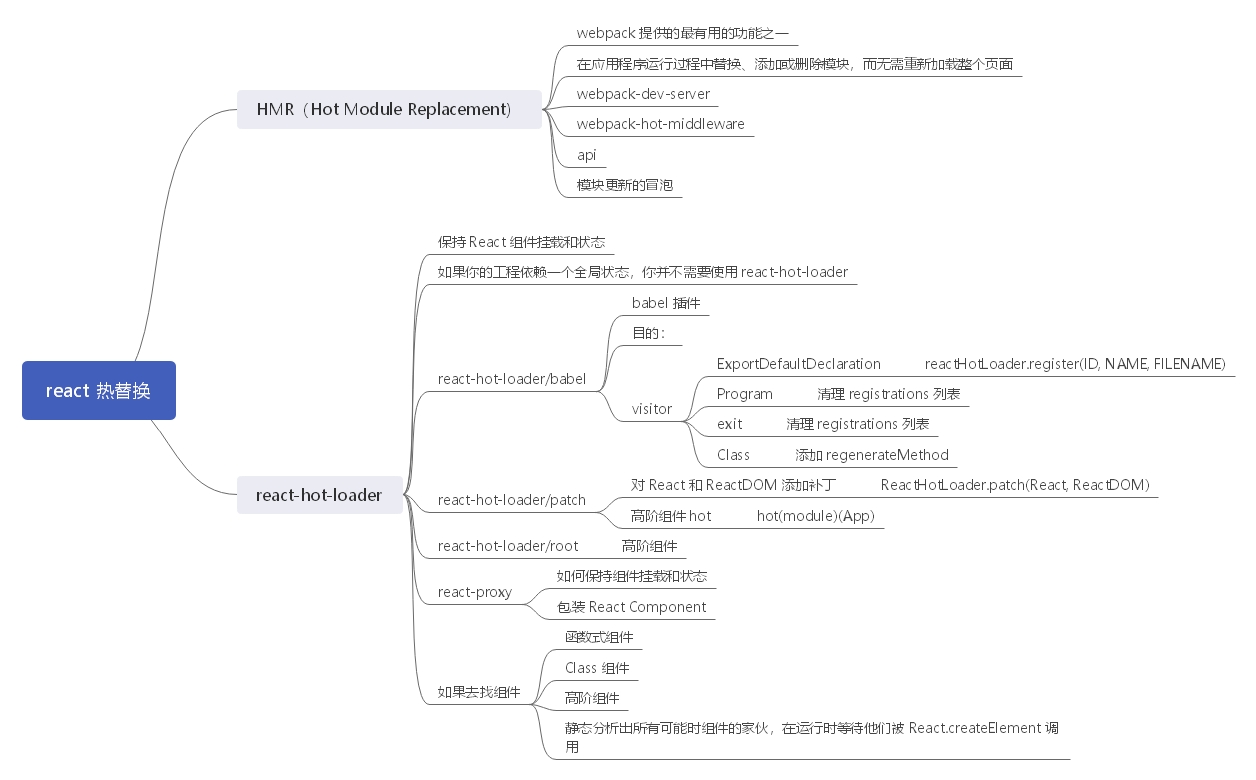 react 热替换
HMR（Hot Module Replacement）
webpack 提供的最有用的功能之一
在应用程序运行过程中替换、添加或删除模块，而无需重新加载整个页面
webpack-dev-server
webpack-hot-middleware
api
模块更新的冒泡
react-hot-loader
保持 React 组件挂载和状态
如果你的工程依赖一个全局状态，你并不需要使用 react-hot-loader
react-hot-loader/babel
babel 插件
目的：
visitor
ExportDefaultDeclaration
reactHotLoader.register(ID, NAME, FILENAME)
Program
清理 registrations 列表
exit
清理 registrations 列表
Class
添加 regenerateMethod
react-hot-loader/patch
对 React 和 ReactDOM 添加补丁
ReactHotLoader.patch(React, ReactDOM)
高阶组件 hot
hot(module)(App)
react-hot-loader/root
高阶组件
react-proxy
如何保持组件挂载和状态
包装 React Component
如果去找组件
函数式组件
Class 组件
高阶组件
静态分析出所有可能时组件的家伙，在运行时等待他们被 React.createElement 调
用